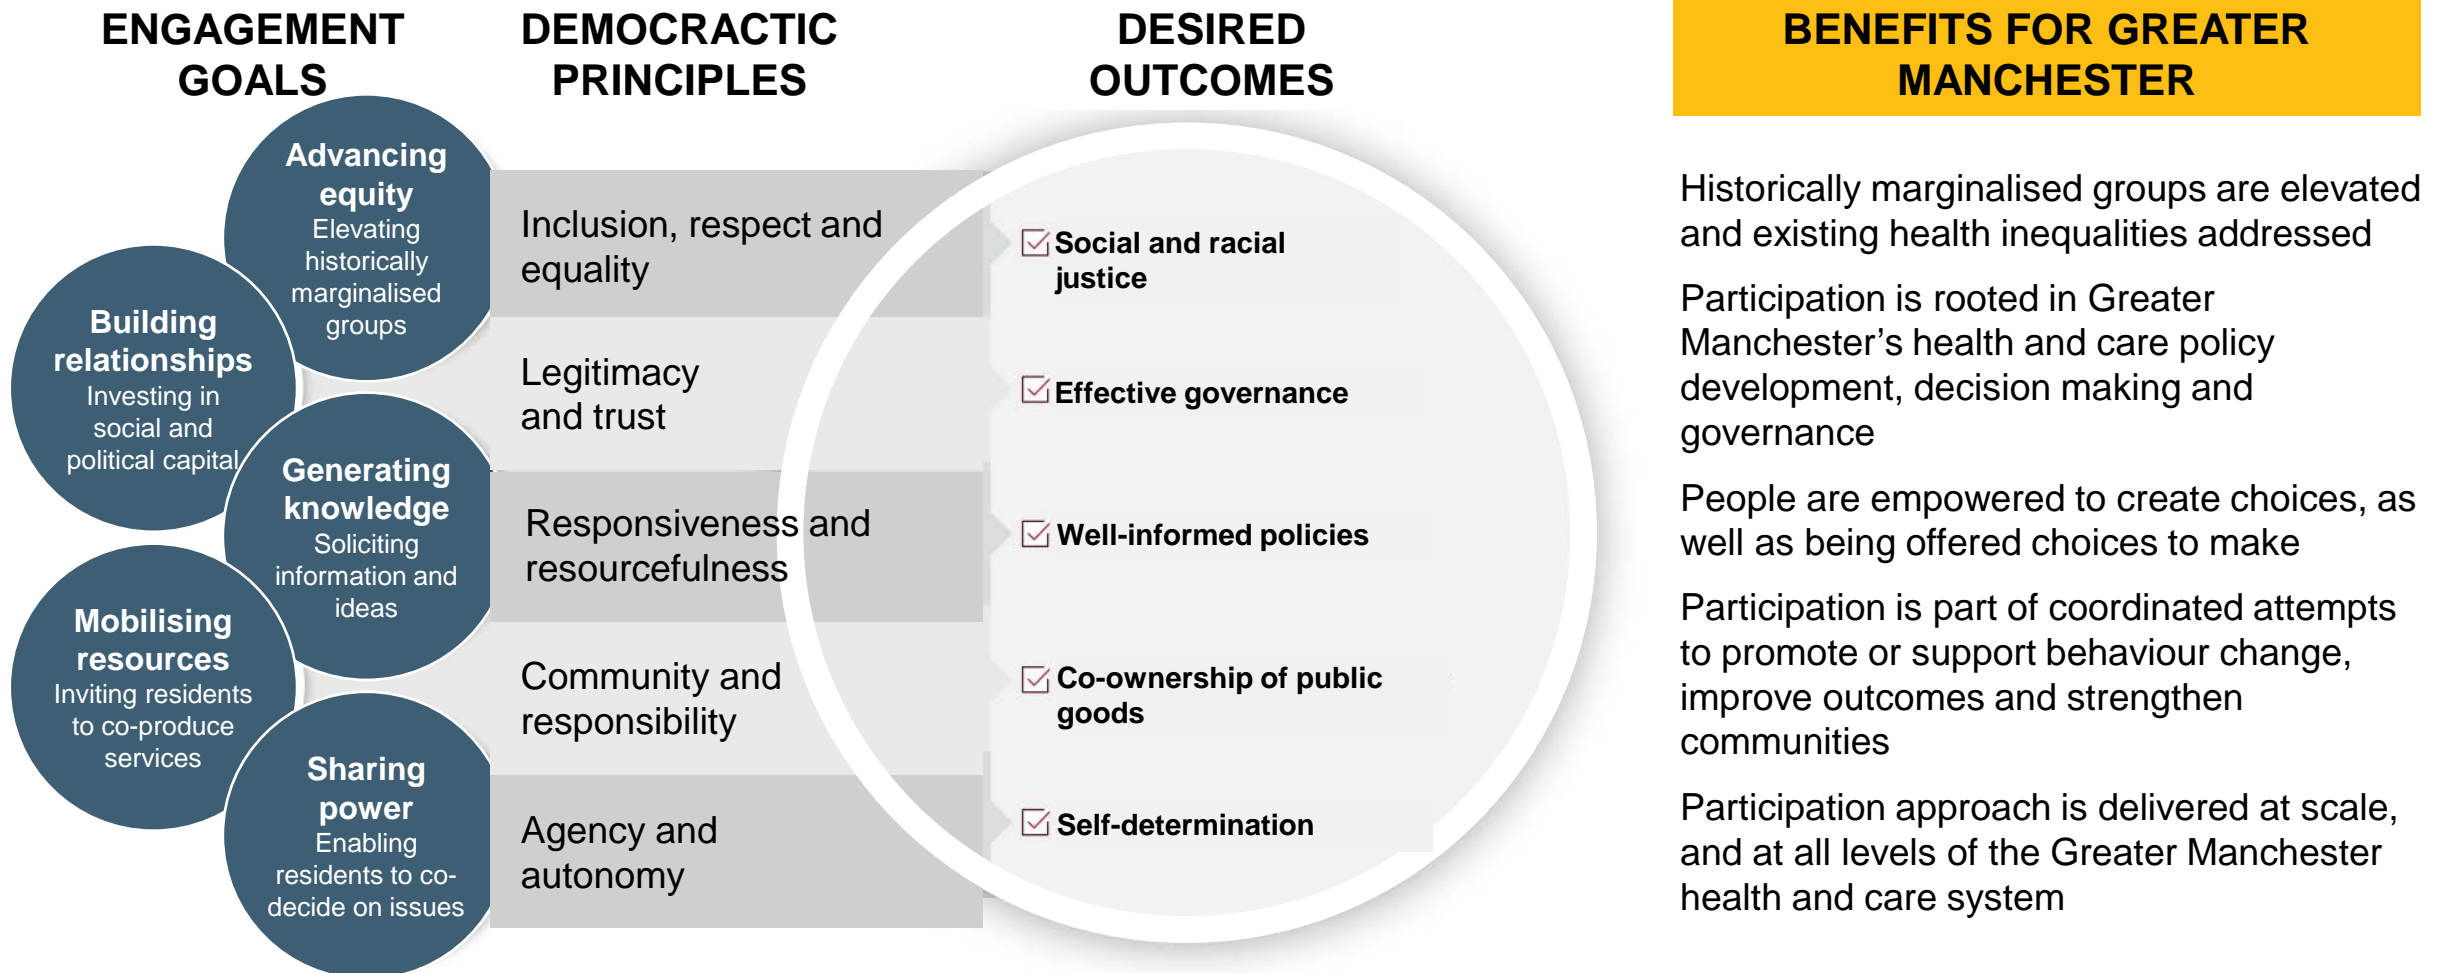 ENGAGEMENT
GOALS
DEMOCRACTIC
PRINCIPLES
DESIRED
OUTCOMES
BENEFITS FOR GREATER
MANCHESTER
Advancing
equity
Elevating
historically
marginalised
groups
Building
relationships
Investing in
social and
political capital
Generating
knowledge
Soliciting
information and
ideas
Mobilising
resources
Inviting residents
to co-produce
services
Sharing
power
Enabling
residents to co-
decide on issues
Inclusion, respect and
equality
Legitimacy
and trust
Responsiveness and
resourcefulness
Community and
responsibility
Agency and
autonomy
Social and racial
justice
Effective governance
Well-informed policies
Co-ownership of public
goods
Self-determination
Historically marginalised groups are elevated
and existing health inequalities addressed
Participation is rooted in Greater
Manchester’s health and care policy
development, decision making and
governance
People are empowered to create choices, as
well as being offered choices to make
Participation is part of coordinated attempts
to promote or support behaviour change,
improve outcomes and strengthen
communities
Participation approach is delivered at scale,
and at all levels of the Greater Manchester
health and care system